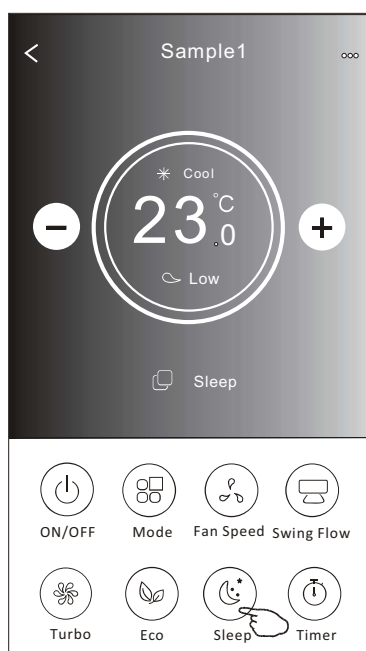 Sample1
Cool
23.0°C
Low
Sleep
ON/OFF Mode Fan Speed Swing Flow
Turbo Eco Sleep Timer